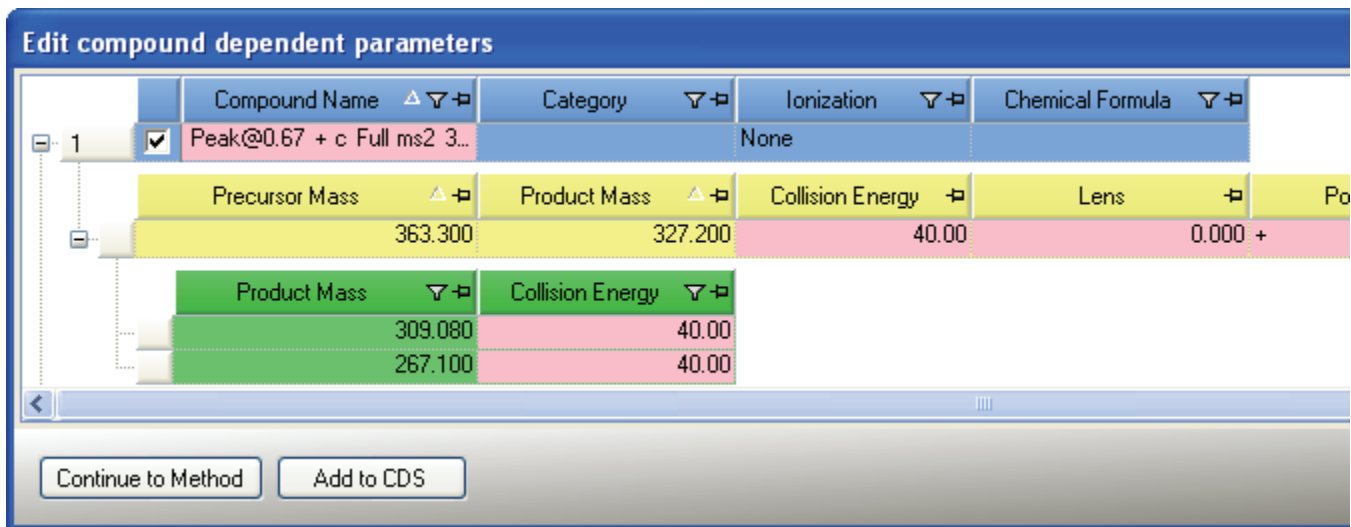 Edit compound dependent parameters
Compound Name Category Ionization Chemical Formula
1 Peak@0.67 + c Full ms2 3... None
Precursor Mass Product Mass Collision Energy Lens Po
363.300 327.200 40.00 0.000 +
Product Mass Collision Energy
309.080 40.00
267.100 40.00
Continue to Method Add to CDS